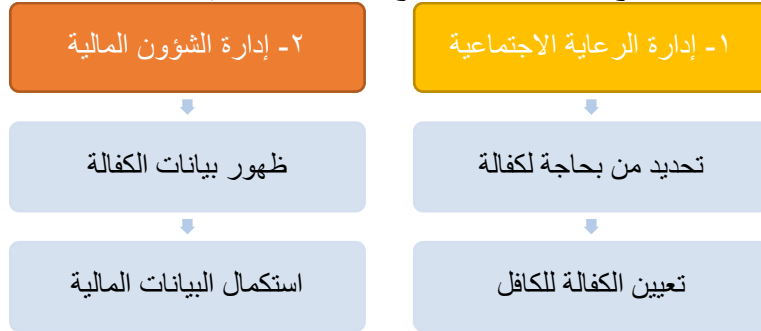 ١- إدارة الرعاية الاجتماعية
تحديد من بحاجة لكفالة
تعيين الكفالة للكافل
٢- إدارة الشؤون المالية
ظهور بيانات الكفالة
استكمال البيانات المالية